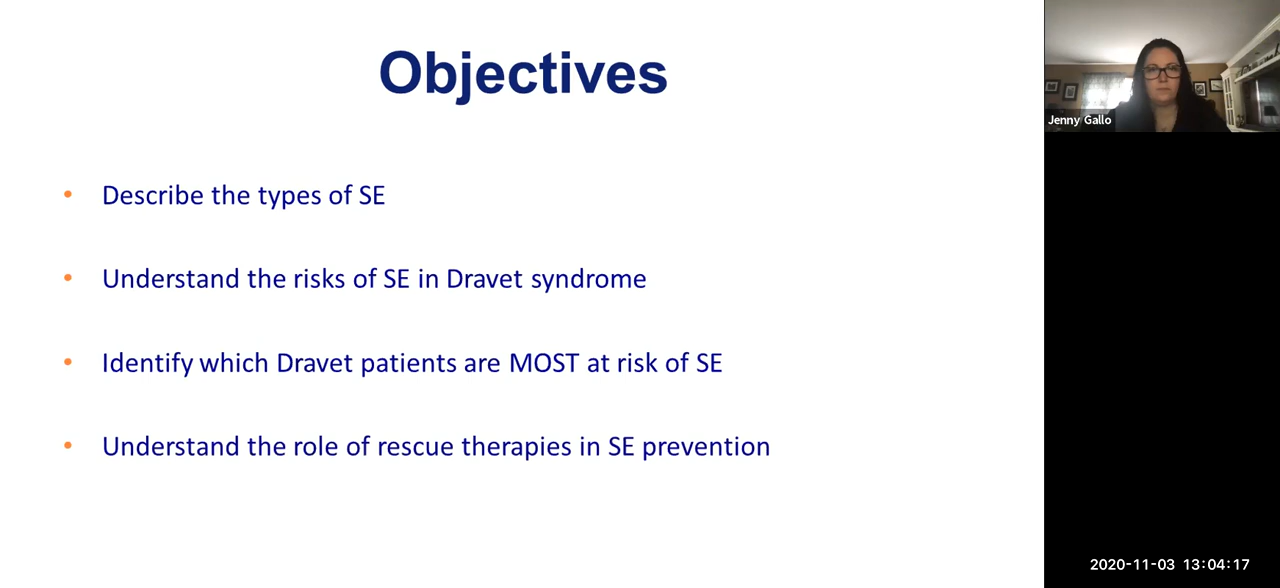 Objectives
• Describe the types of SE
• Understand the risks of SE in Dravet syndrome
• Identify which Dravet patients are MOST at risk of SE
• Understand the role of rescue therapies in SE prevention
Jenny Gallo
2020-11-03 13:04:17